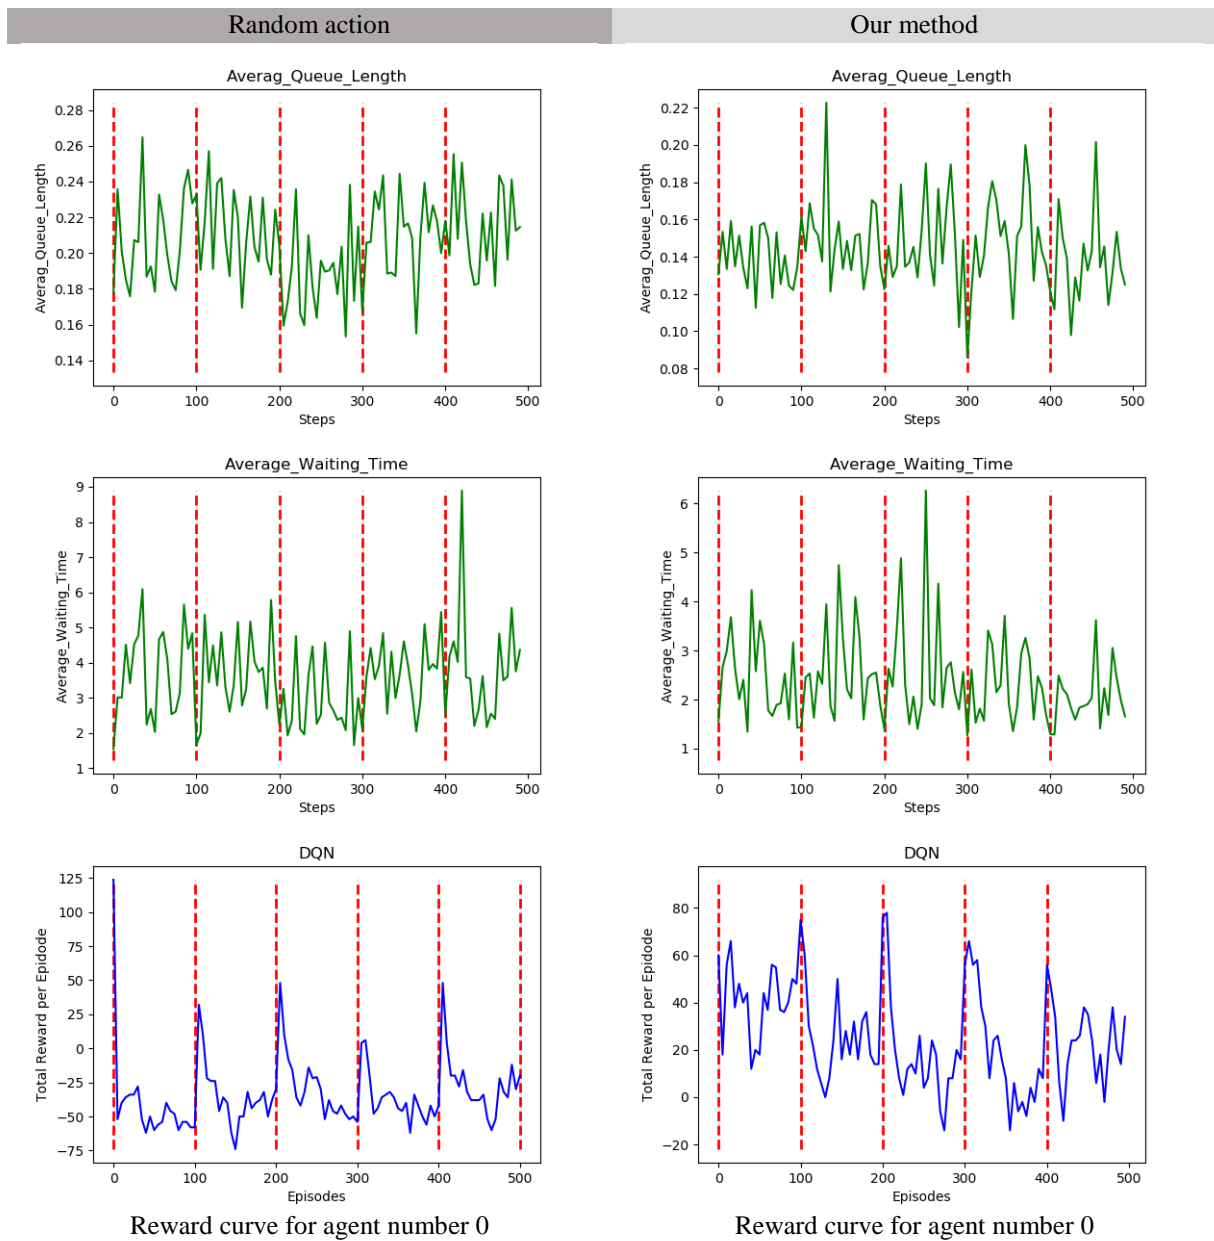 Random action
Our method
Averag_Queue_Length
0.28
0.26
0.24
0.22
0.20
0.18
0.16
0.14
Averag_Queue_Length
0 100 200 300 400 500
Steps
Averag_Queue_Length
0.22
0.20
0.18
0.16
0.14
0.12
0.10
0.08
Averag_Queue_Length
0 100 200 300 400 500
Steps
Average_Waiting_Time
9
8
7
6
5
4
3
2
1
Average_Waiting_Time
0 100 200 300 400 500
Steps
Average_Waiting_Time
6
5
4
3
2
1
Average_Waiting_Time
0 100 200 300 400 500
Steps
DQN
125
100
75
50
25
0
−25
−50
−75
Total Reward per Epidode
0 100 200 300 400 500
Episodes
Reward curve for agent number 0
DQN
80
60
40
20
0
−20
Total Reward per Epidode
0 100 200 300 400 500
Episodes
Reward curve for agent number 0